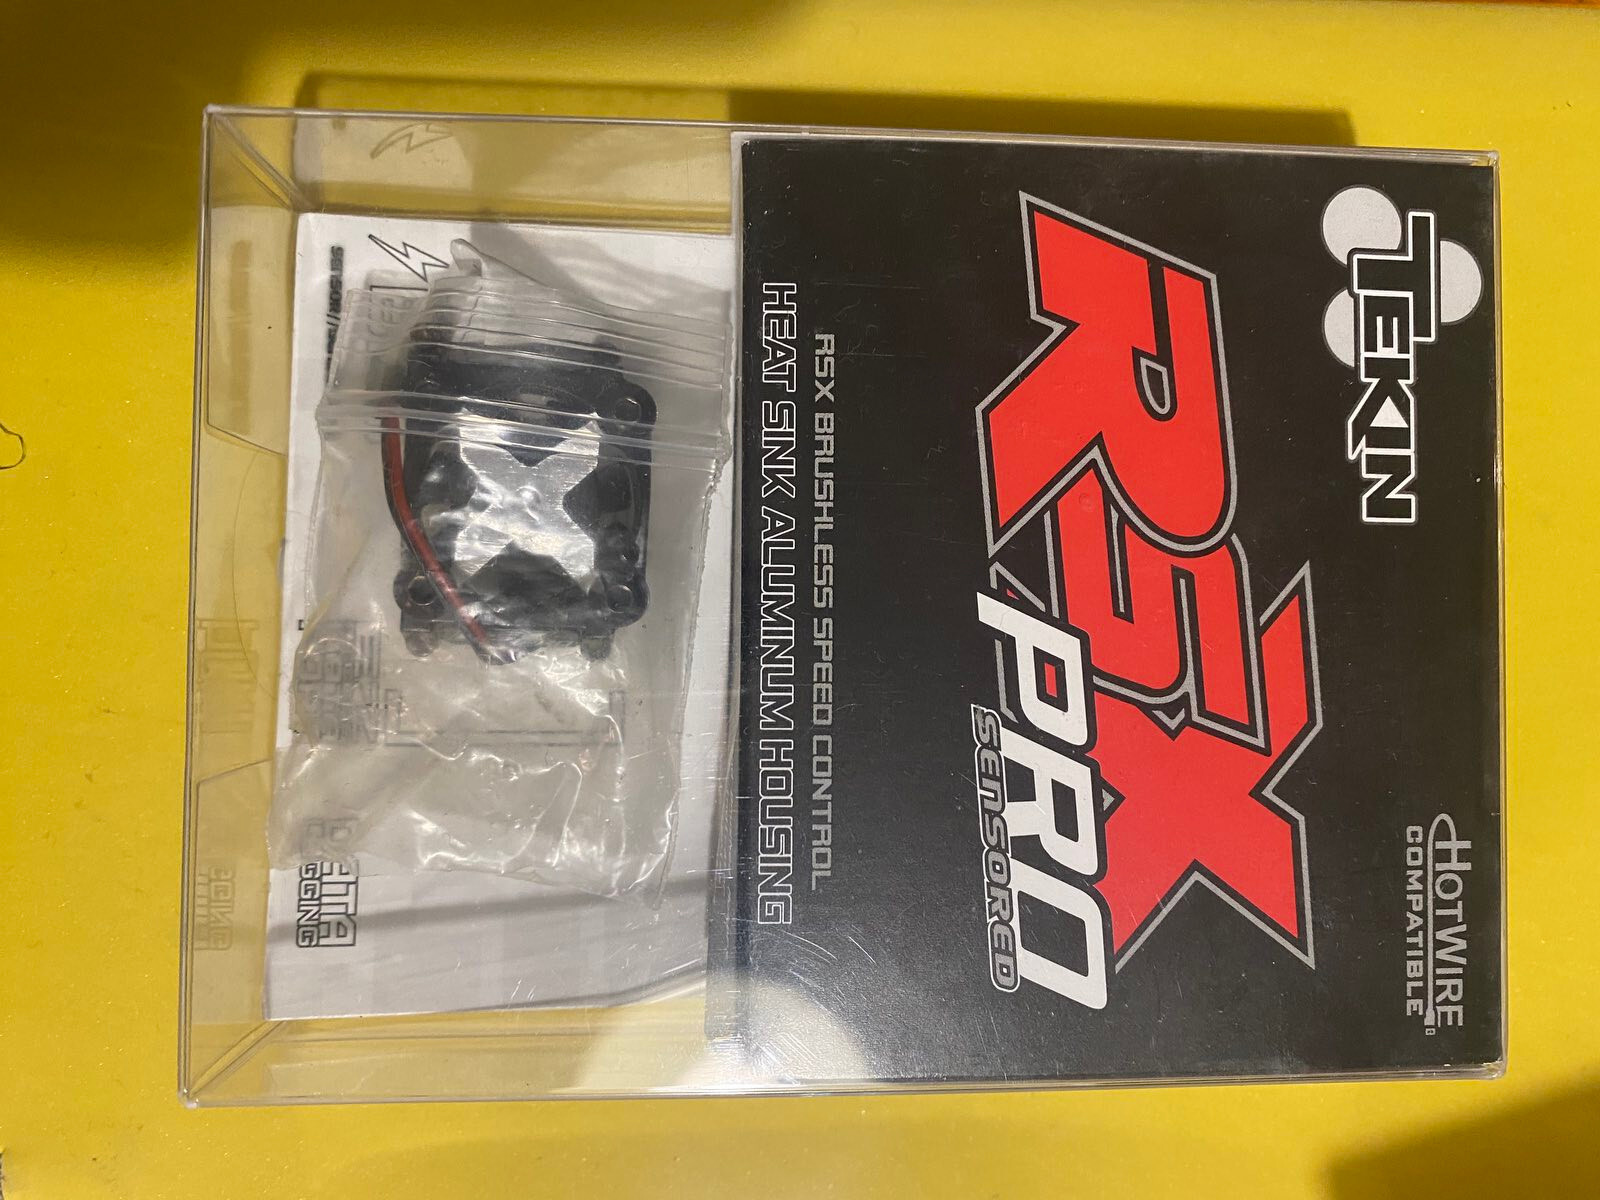 TEKIN
HOTWIRE
COMPATIBLE
RSX
PRO
SENSORED
RSX BRUSHLESS SPEED CONTROL
HEAT SINK ALUMINUM HOUSING